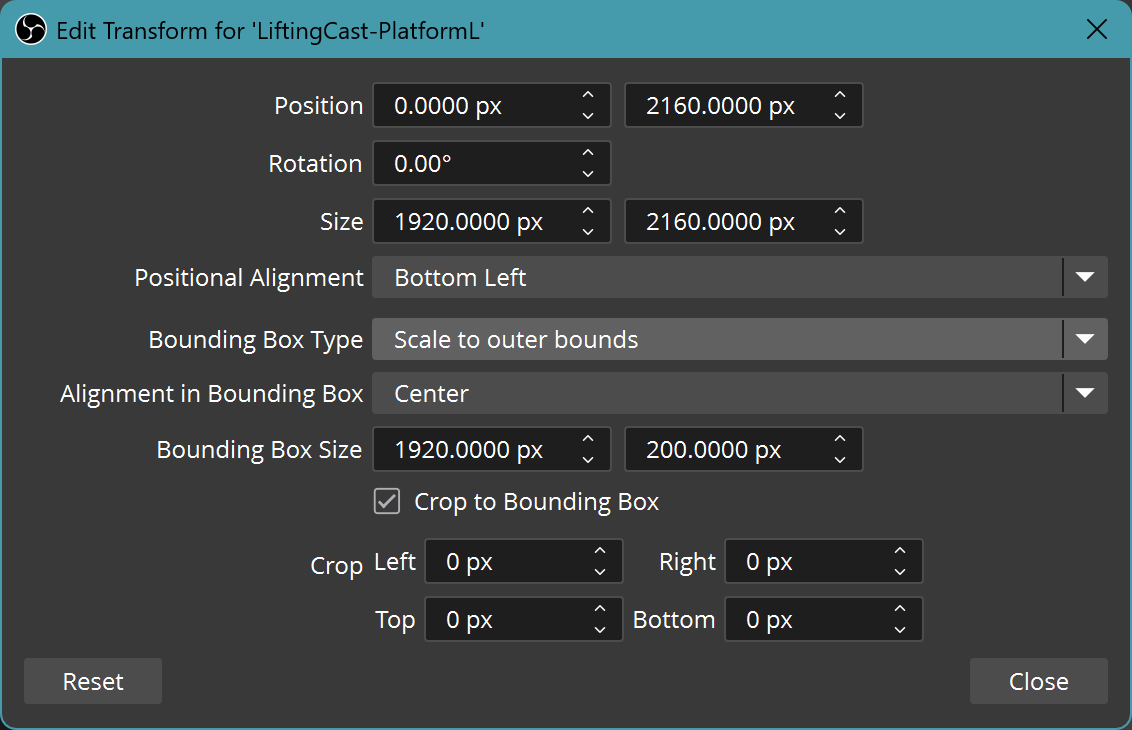 Edit Transform for 'LiftingCast-PlatformL'
Position 0.0000 px 2160.0000 px
Rotation 0.00°
Size 1920.0000 px 2160.0000 px
Positional Alignment Bottom Left
Bounding Box Type Scale to outer bounds
Alignment in Bounding Box Center
Bounding Box Size 1920.0000 px 200.0000 px
Crop to Bounding Box
Crop Left 0 px Right 0 px
Top 0 px Bottom 0 px
Reset Close